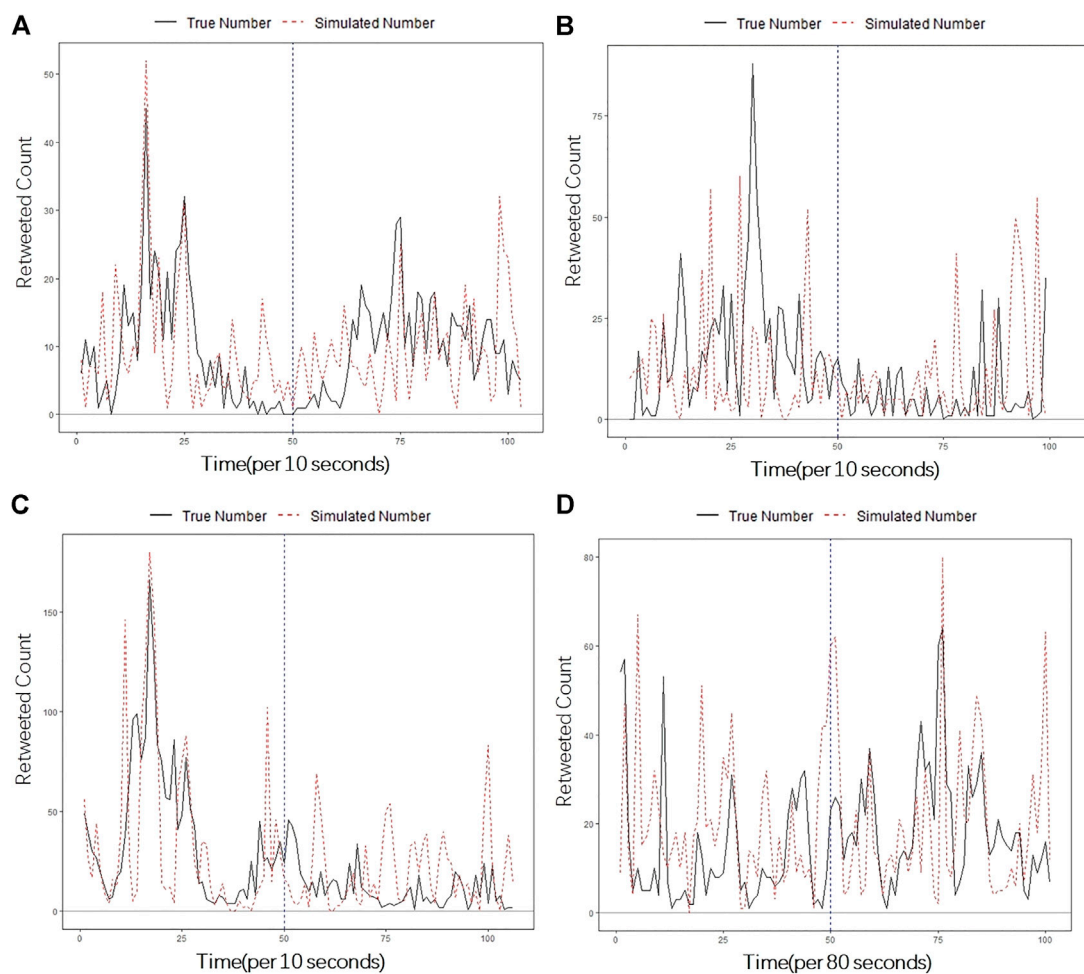 A
True Number Simulated Number
50
40
30
20
10
0
Retweeted Count
0 25 50 75 100
Time(per 10 seconds)
B
True Number Simulated Number
75
50
25
0
Retweeted Count
0 25 50 75 100
Time(per 10 seconds)
C
True Number Simulated Number
150
100
50
0
Retweeted Count
0 25 50 75 100
Time(per 10 seconds)
D
True Number Simulated Number
80
60
40
20
0
Retweeted Count
0 25 50 75 100
Time(per 80 seconds)